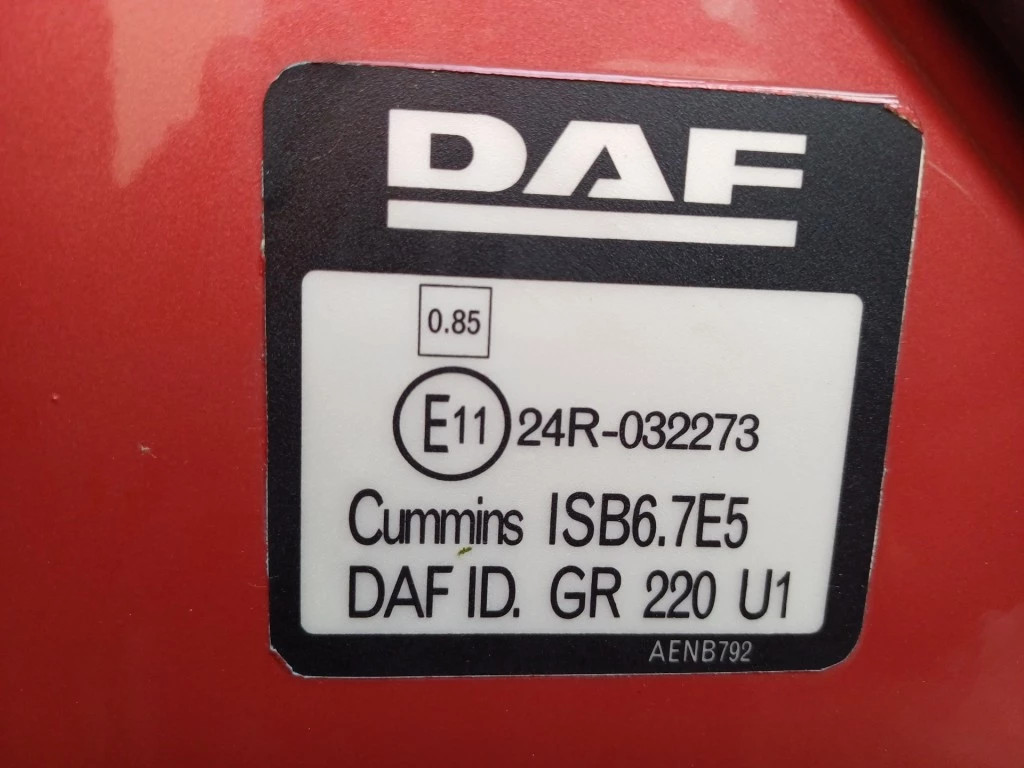 DAF
0.85
E11 24R-032273
Cummins ISB6.7E5
DAF ID. GR 220 U1
AENB792